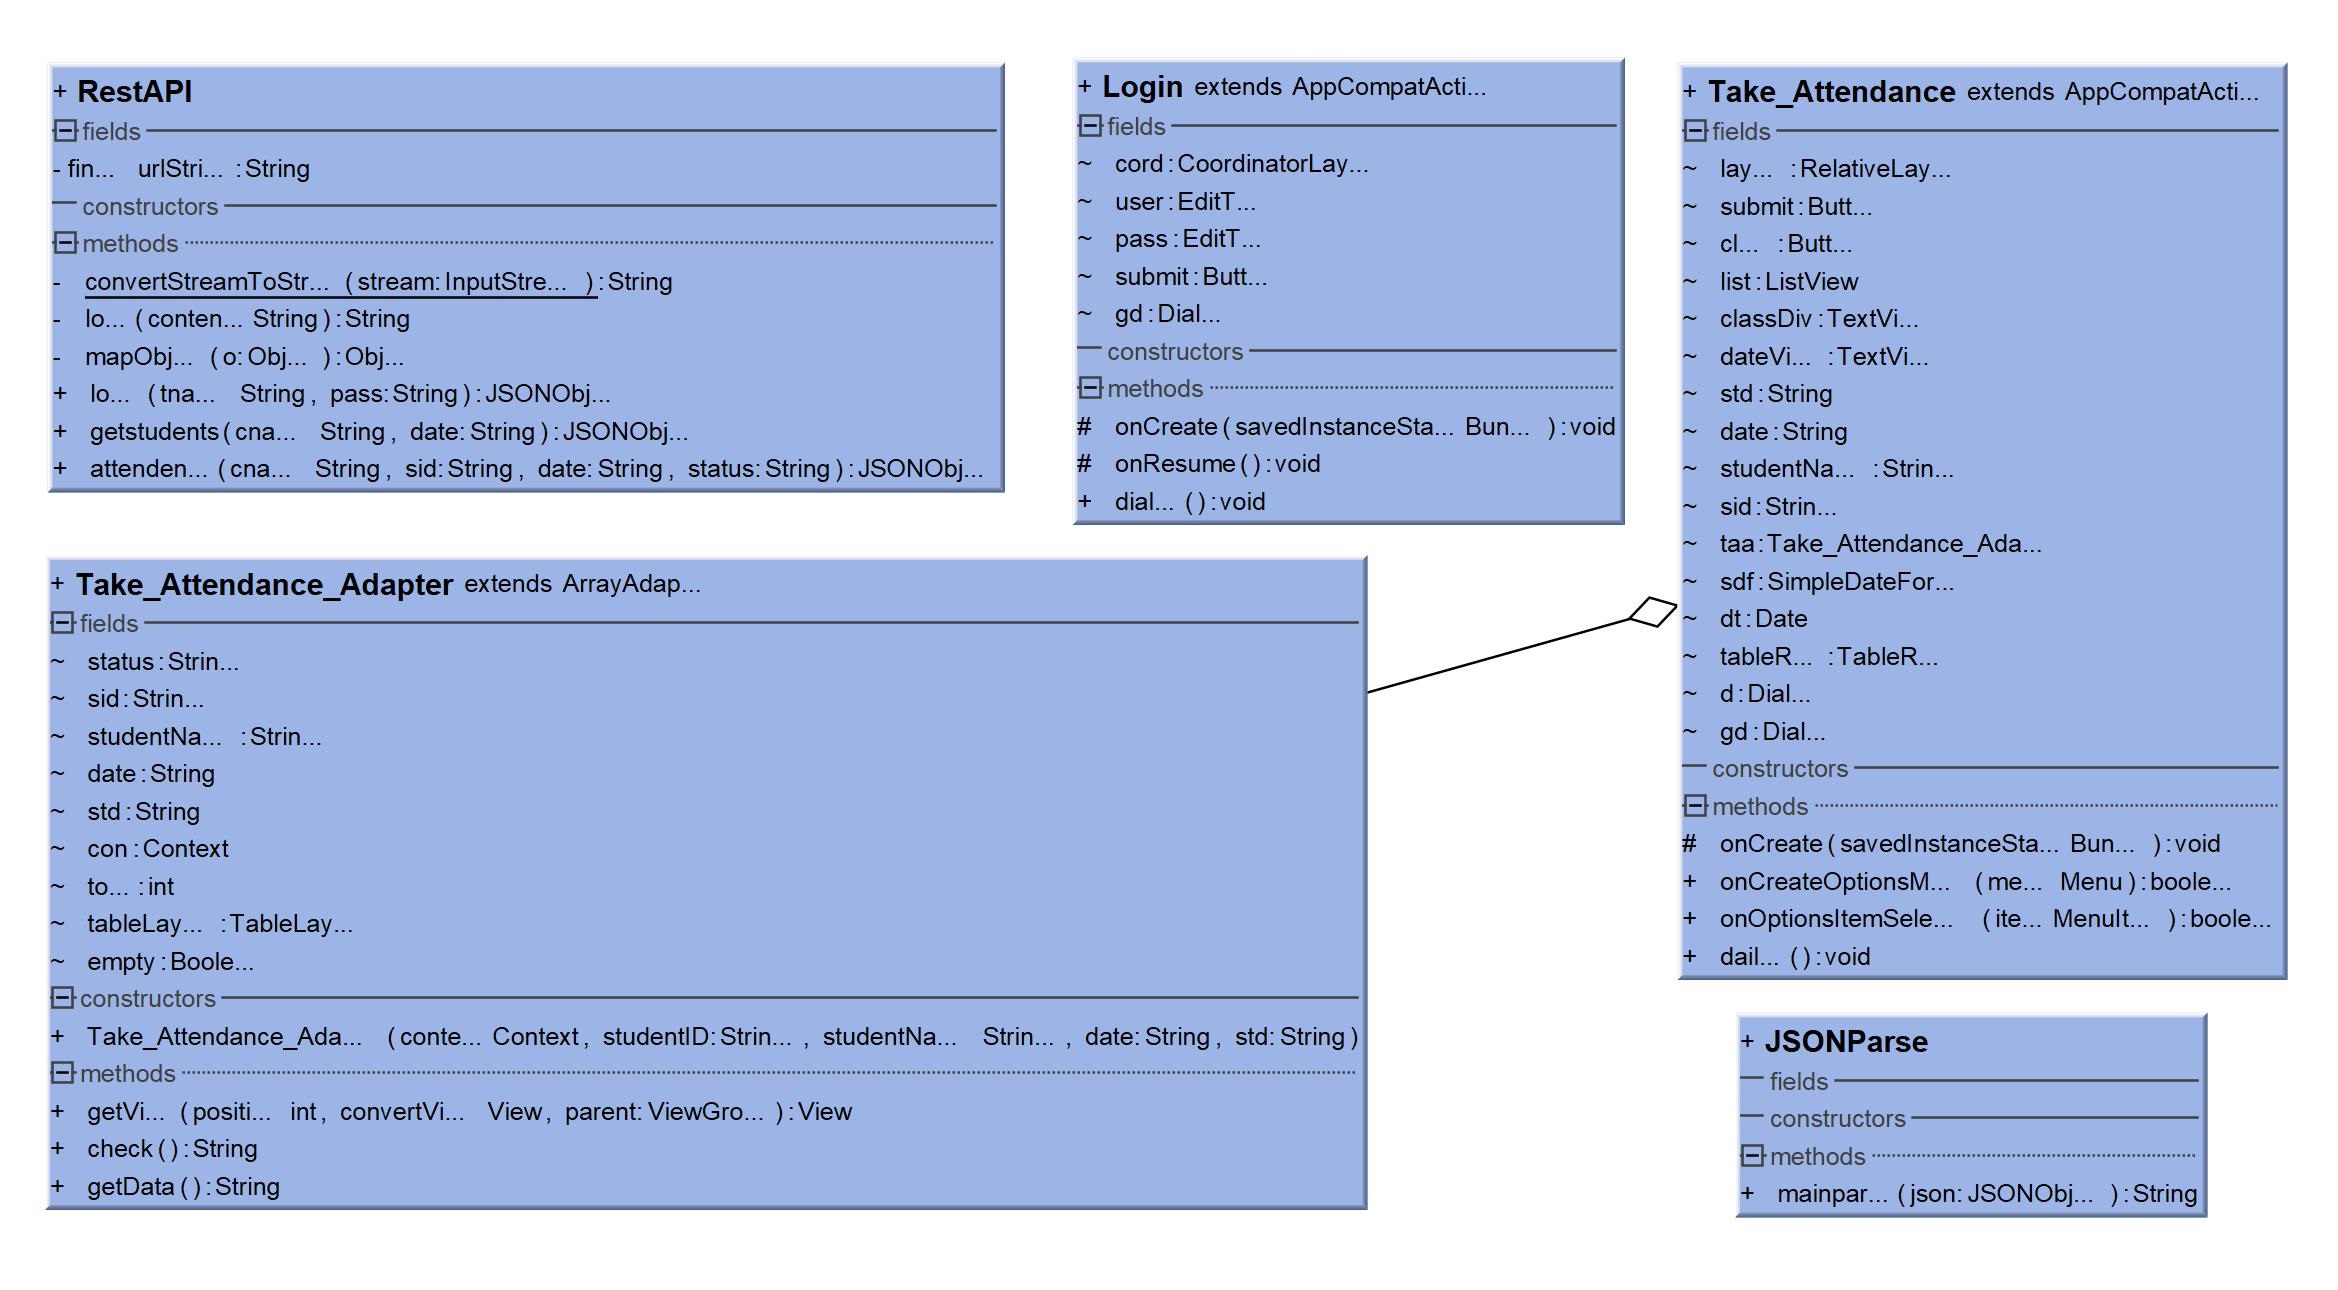 + RestAPI
fields
- fin... urlStri... :String
constructors
methods
- convertStreamToStr... (stream:InputStre... ):String
- lo... (conten... String):String
- mapObj... (o:Obj... ):Obj...
+ lo... (tna... String, pass:String):JSONObj...
+ getstudents(cna... String, date:String):JSONObj...
+ attenden... (cna... String, sid:String, date:String, status:String):JSONObj...
+ Login extends AppCompatActi...
fields
~ cord:CoordinatorLay...
~ user:EditT...
~ pass:EditT...
~ submit:Butt...
~ gd:Dial...
constructors
methods
# onCreate(savedInstanceSta... Bun... ):void
# onResume():void
+ dial... ():void
+ Take_Attendance extends AppCompatActi...
fields
~ lay... :RelativeLay...
~ submit:Butt...
~ cl... :Butt...
~ list:ListView
~ classDiv:TextVi...
~ dateVi... :TextVi...
~ std:String
~ date:String
~ studentNa... :Strin...
~ sid:Strin...
~ taa:Take_Attendance_Ada...
~ sdf:SimpleDateFor...
~ dt:Date
~ tableR... :TableR...
~ d:Dial...
~ gd:Dial...
constructors
methods
# onCreate(savedInstanceSta... Bun... ):void
+ onCreateOptionsM... (me... Menu):boole...
+ onOptionsItemSele... (ite... MenuIt... ):boole...
+ dail... ():void
+ Take_Attendance_Adapter extends ArrayAdap...
fields
~ status:Strin...
~ sid:Strin...
~ studentNa... :Strin...
~ date:String
~ std:String
~ con:Context
~ to... :int
~ tableLay... :TableLay...
~ empty:Boole...
constructors
+ Take_Attendance_Ada... (conte... Context, studentID:Strin... , studentNa... Strin... , date:String, std:String)
methods
+ getVi... (positi... int, convertVi... View, parent:ViewGro... ):View
+ check():String
+ getData():String
+ JSONParse
fields
constructors
methods
+ mainpar... (json:JSONObj... ):String